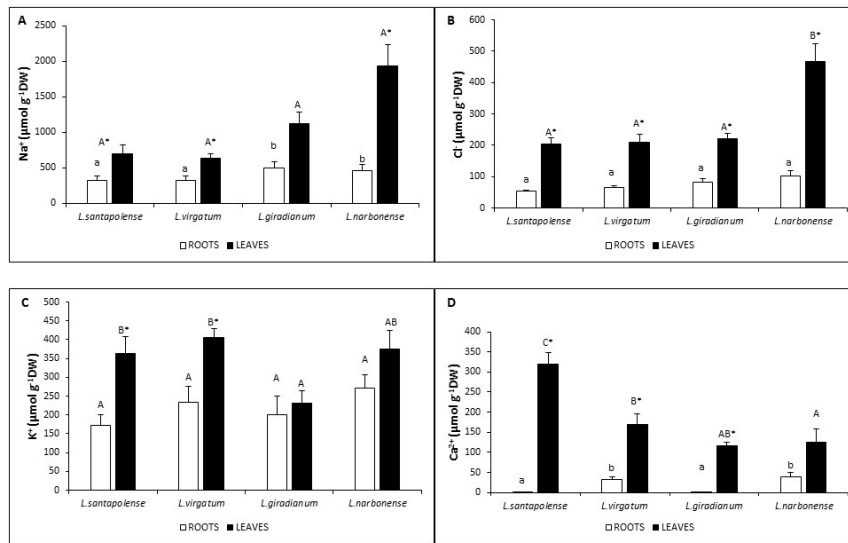 A
Na⁺ (µmol g⁻¹DW)
2500
2000
1500
1000
500
0
A*
a
A*
a
A
b
A*
b
L.santapolense
L.virgatum
L.giradianum
L.narbonense
ROOTS
LEAVES
B
Cl⁻ (µmol g⁻¹DW)
600
500
400
300
200
100
0
A*
a
A*
a
A*
a
B*
a
L.santapolense
L.virgatum
L.giradianum
L.narbonense
ROOTS
LEAVES
C
K⁺ (µmol g⁻¹DW)
500
450
400
350
300
250
200
150
100
50
0
B*
A
B*
A
A
A
AB
A
L.santapolense
L.virgatum
L.giradianum
L.narbonense
ROOTS
LEAVES
D
Ca²⁺ (µmol g⁻¹DW)
400
350
300
250
200
150
100
50
0
C*
a
B*
b
AB*
a
A
b
L.santapolense
L.virgatum
L.giradianum
L.narbonense
ROOTS
LEAVES